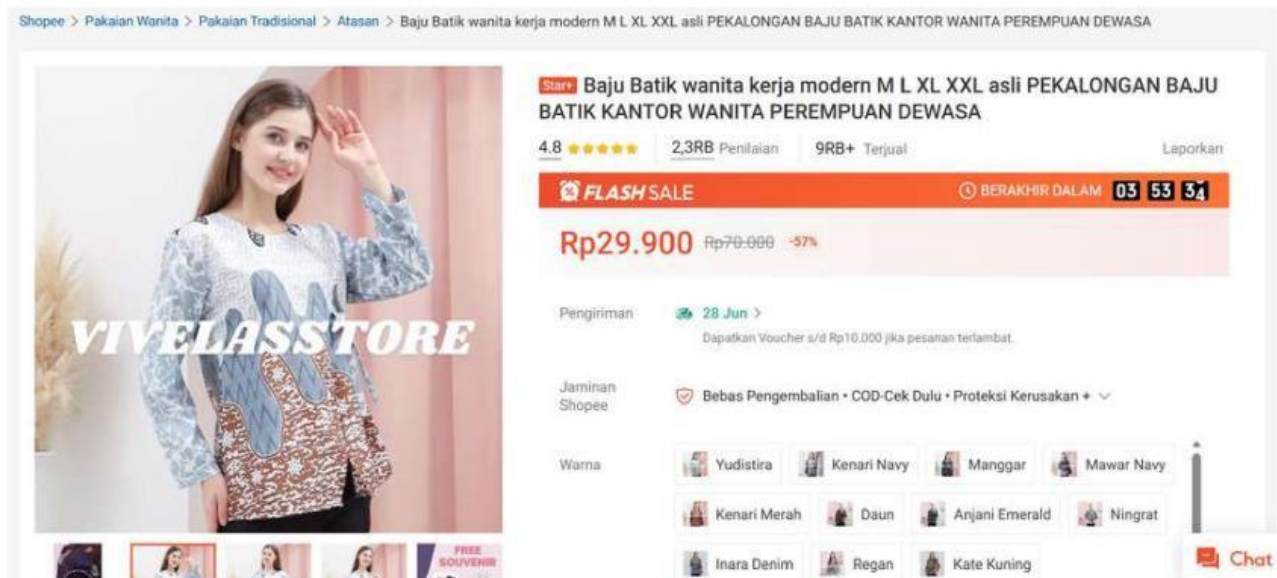 Shopee > Pakaian Wanita > Pakaian Tradisional > Atasan > Baju Batik wanita kerja modern M L XL XXL asli PEKALONGAN BAJU BATIK KANTOR WANITA PEREMPUAN DEWASA
Star+ Baju Batik wanita kerja modern M L XL XXL asli PEKALONGAN BAJU
BATIK KANTOR WANITA PEREMPUAN DEWASA
4.8 2,3RB Penilaian 9RB+ Terjual Laporkan
FLASH SALE BERAKHIR DALAM 03 53 34
Rp29.900 Rp70.000 -57%
Pengiriman 28 Jun >
Dapatkan Voucher s/d Rp10.000 jika pesanan terlambat.
Jaminan
Shopee
Bebas Pengembalian • COD-Cek Dulu • Proteksi Kerusakan +
Warna
Yudistira Kenari Navy Manggar Mawar Navy
Kenari Merah Daun Anjani Emerald Ningrat
Inara Denim Regan Kate Kuning
VIVELASSTORE
FREE
SOUVENIR
Chat